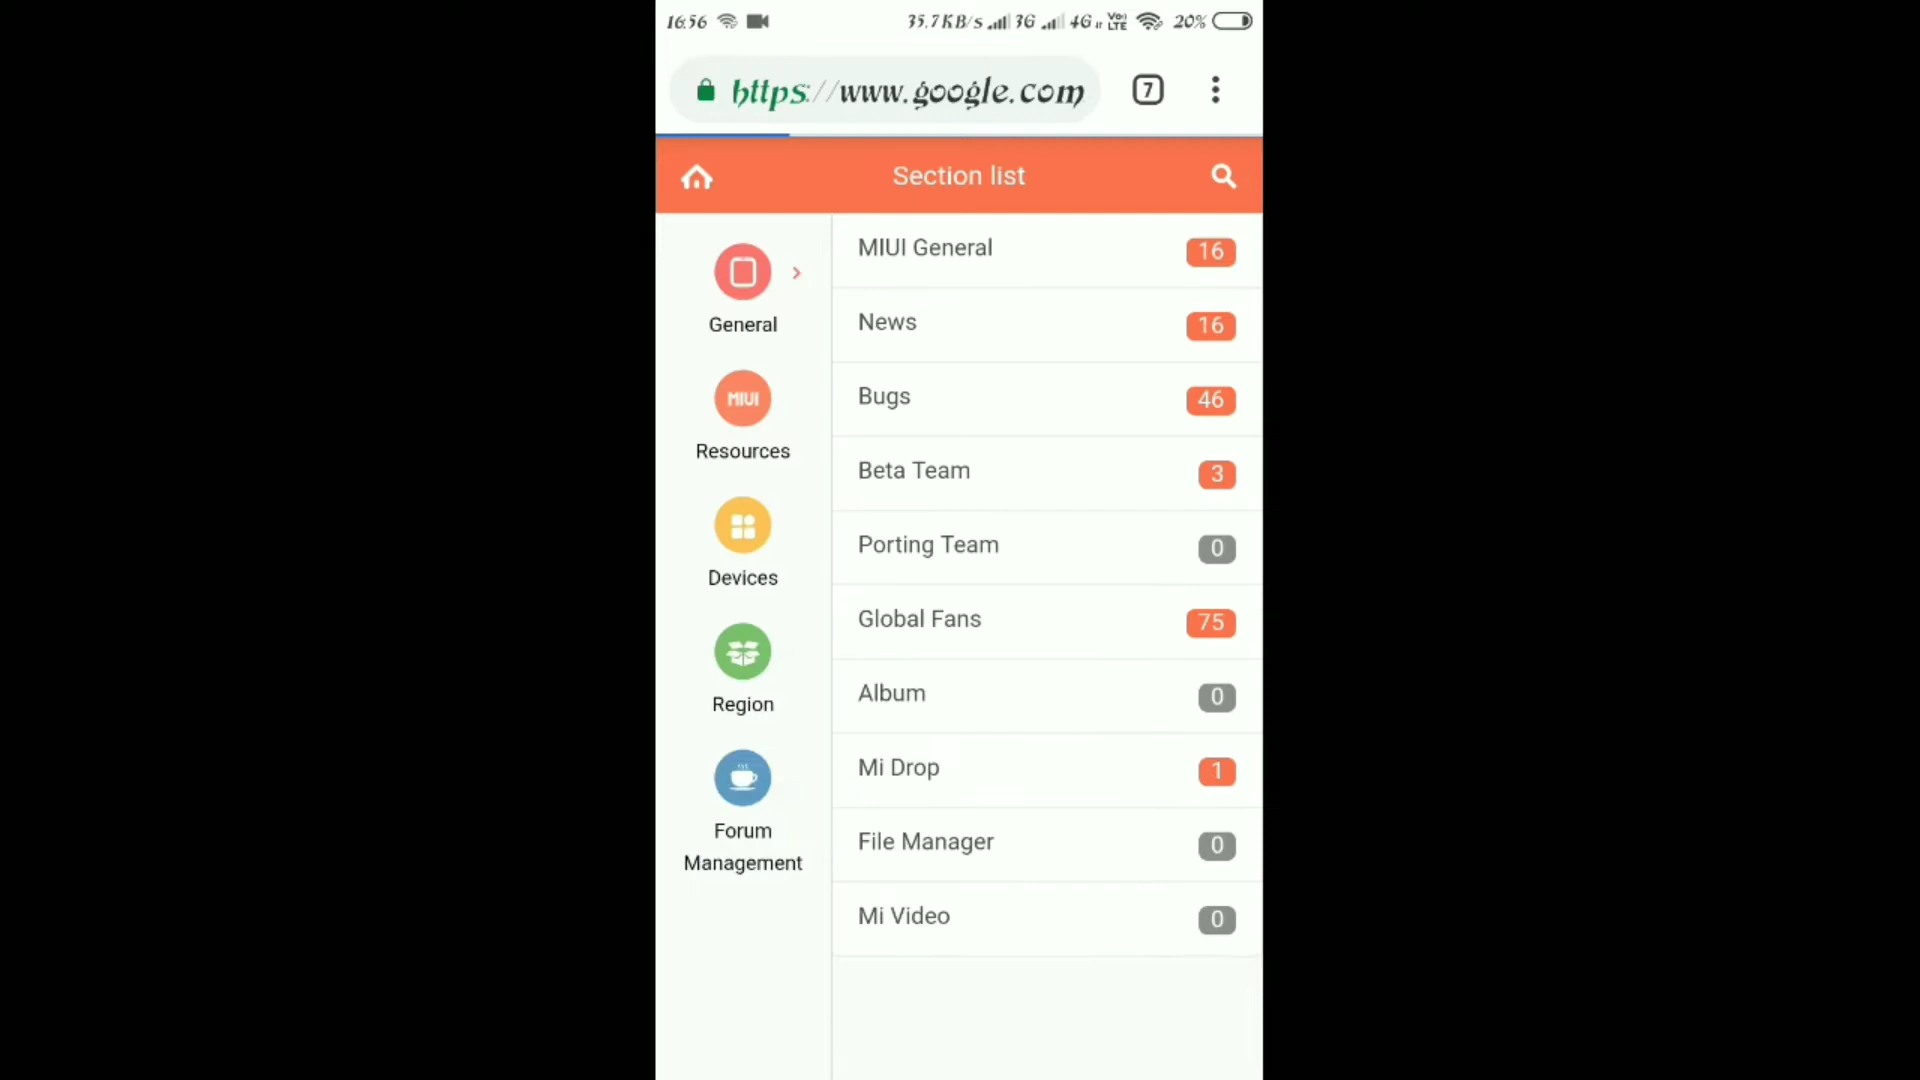 16:56 35.7KB/s 3G 4G Vo) LTE 20%
https://www.google.com 7
Section list
MIUI General 16
General
News 16
MIUI
Resources
Bugs 46
Beta Team 3
Devices
Porting Team 0
Global Fans 75
Region
Album 0
Mi Drop 1
Forum
Management
File Manager 0
Mi Video 0